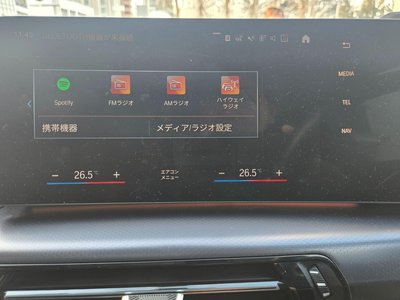 MEDIA
Spotify
FMラジオ
AMラジオ
ハイウェイ
ラジオ
TEL
携帯機器
メディア/ラジオ設定
NAV
− 26.5°C +
エアコン
メニュー
− 26.5°C +